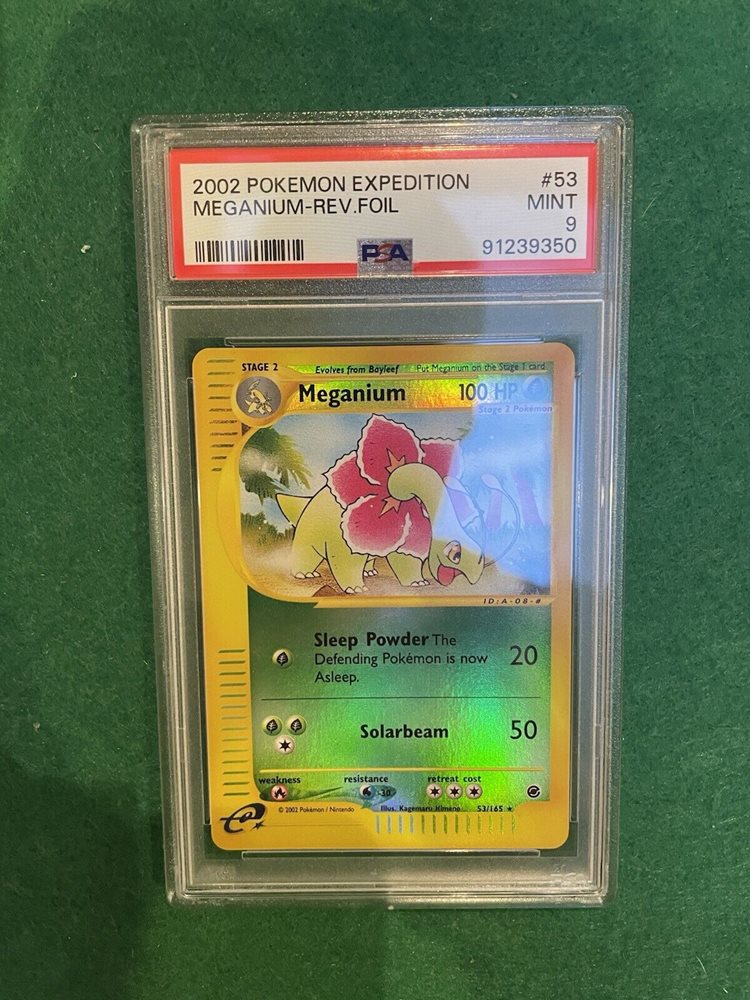 2002 POKEMON EXPEDITION #53
MEGANIUM-REV.FOIL MINT
9
PSA 91239350
STAGE 2 Evolves from Bayleef Put Meganium on the Stage 1 card
Meganium 100 HP
Stage 2 Pokémon
ID:A-08-#
Sleep Powder The
Defending Pokémon is now 20
Asleep.
Solarbeam 50
weakness resistance retreat cost
-30
© 2002 Pokémon / Nintendo Illus. Kagemaru Himeno 53/165 ★
e